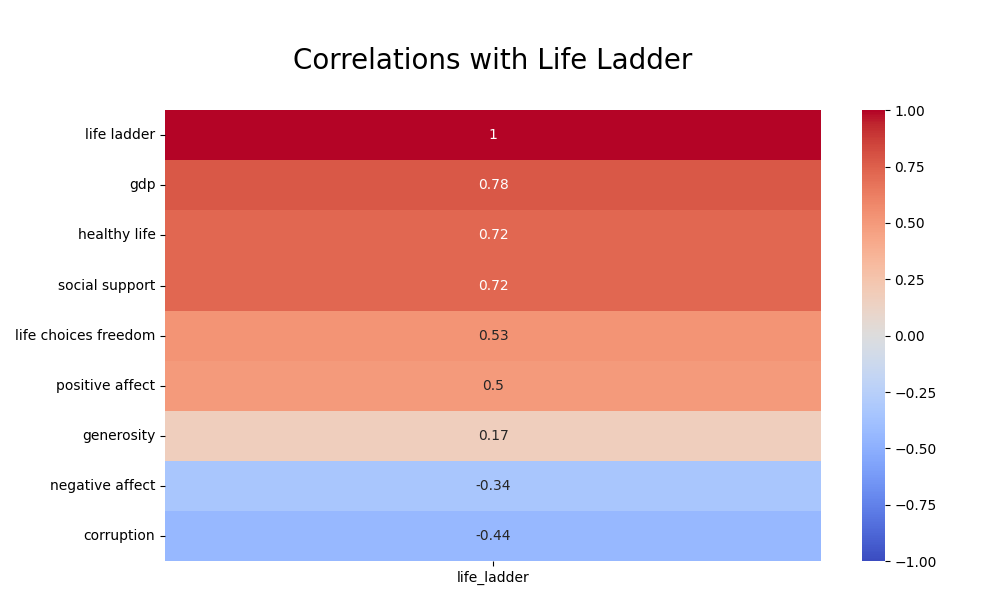 Correlations with Life Ladder
life ladder 1
gdp 0.78
healthy life 0.72
social support 0.72
life choices freedom 0.53
positive affect 0.5
generosity 0.17
negative affect -0.34
corruption -0.44
life_ladder
1.00
0.75
0.50
0.25
0.00
−0.25
−0.50
−0.75
−1.00